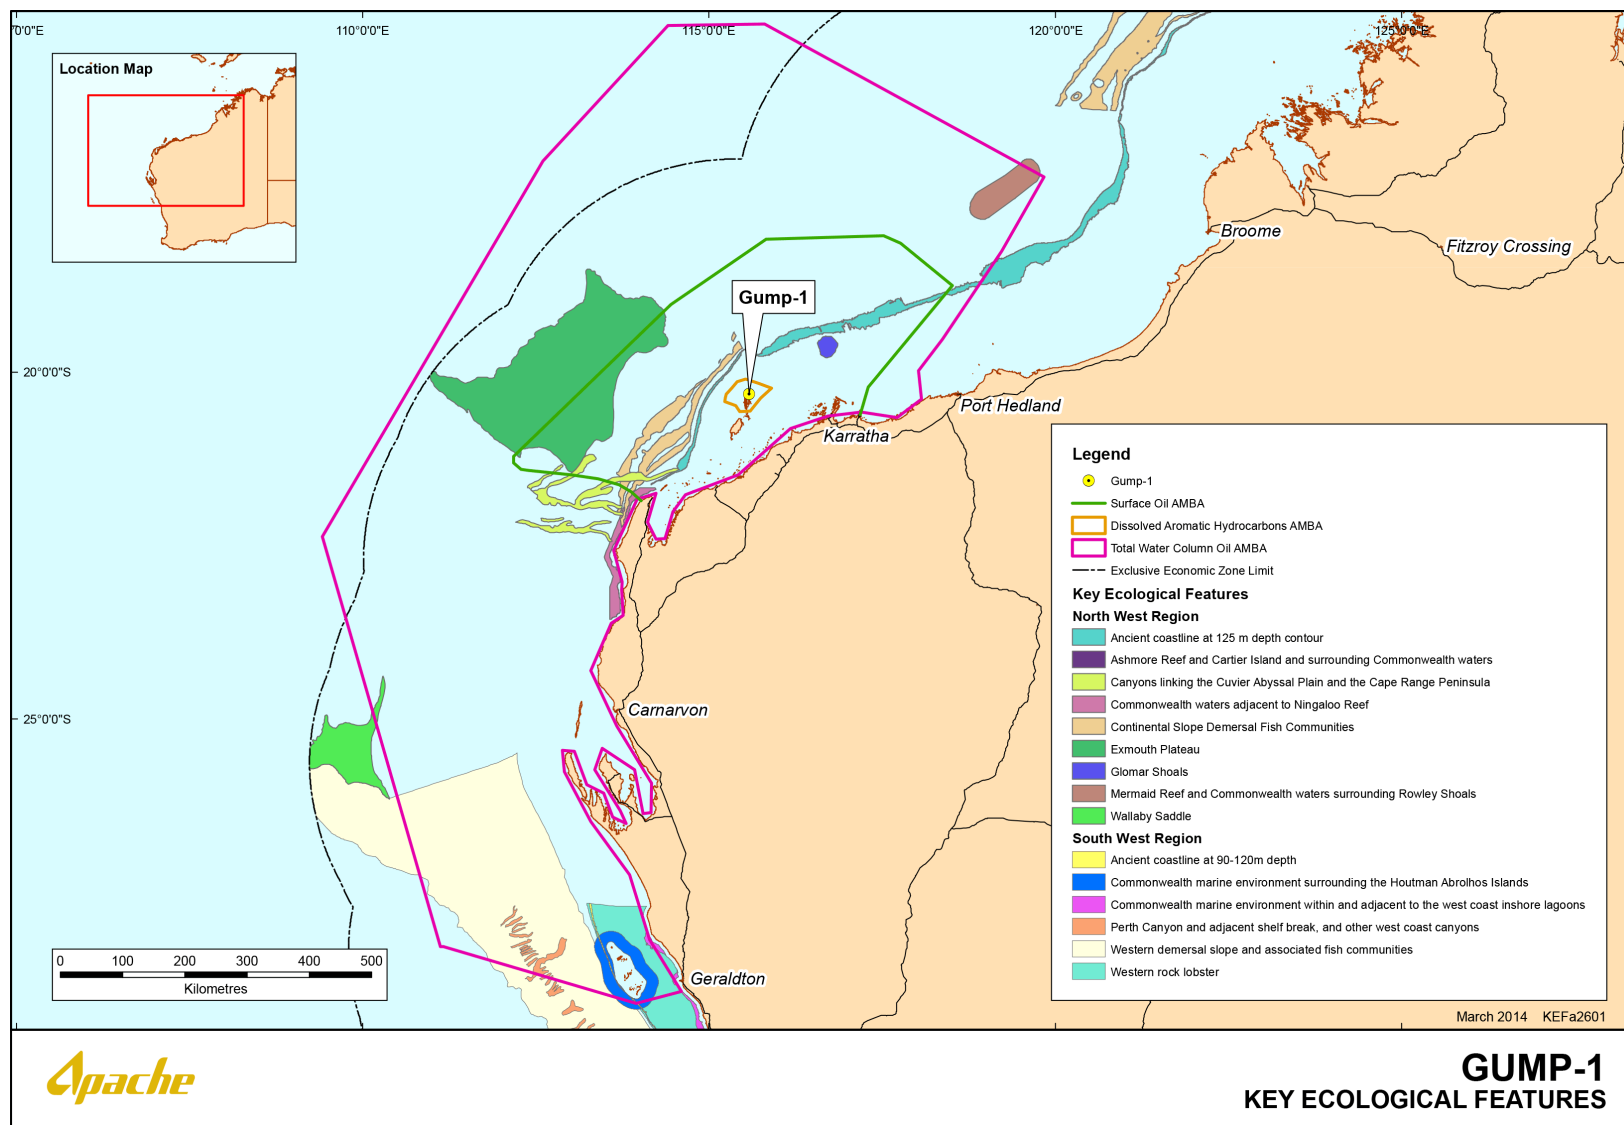 70°0'0"E
110°0'0"E
115°0'0"E
120°0'0"E
125°0'0"E
Location Map
Broome
Fitzroy Crossing
Gump-1
20°0'0"S
Port Hedland
Karratha
Legend
Gump-1
Surface Oil AMBA
Dissolved Aromatic Hydrocarbons AMBA
Total Water Column Oil AMBA
Exclusive Economic Zone Limit
Key Ecological Features
North West Region
Ancient coastline at 125 m depth contour
Ashmore Reef and Cartier Island and surrounding Commonwealth waters
Canyons linking the Cuvier Abyssal Plain and the Cape Range Peninsula
Commonwealth waters adjacent to Ningaloo Reef
Continental Slope Demersal Fish Communities
Exmouth Plateau
Glomar Shoals
Mermaid Reef and Commonwealth waters surrounding Rowley Shoals
Wallaby Saddle
South West Region
Ancient coastline at 90-120m depth
Commonwealth marine environment surrounding the Houtman Abrolhos Islands
Commonwealth marine environment within and adjacent to the west coast inshore lagoons
Perth Canyon and adjacent shelf break, and other west coast canyons
Western demersal slope and associated fish communities
Western rock lobster
25°0'0"S
Carnarvon
Geraldton
0 100 200 300 400 500
Kilometres
March 2014 KEFa2601
Apache
GUMP-1
KEY ECOLOGICAL FEATURES